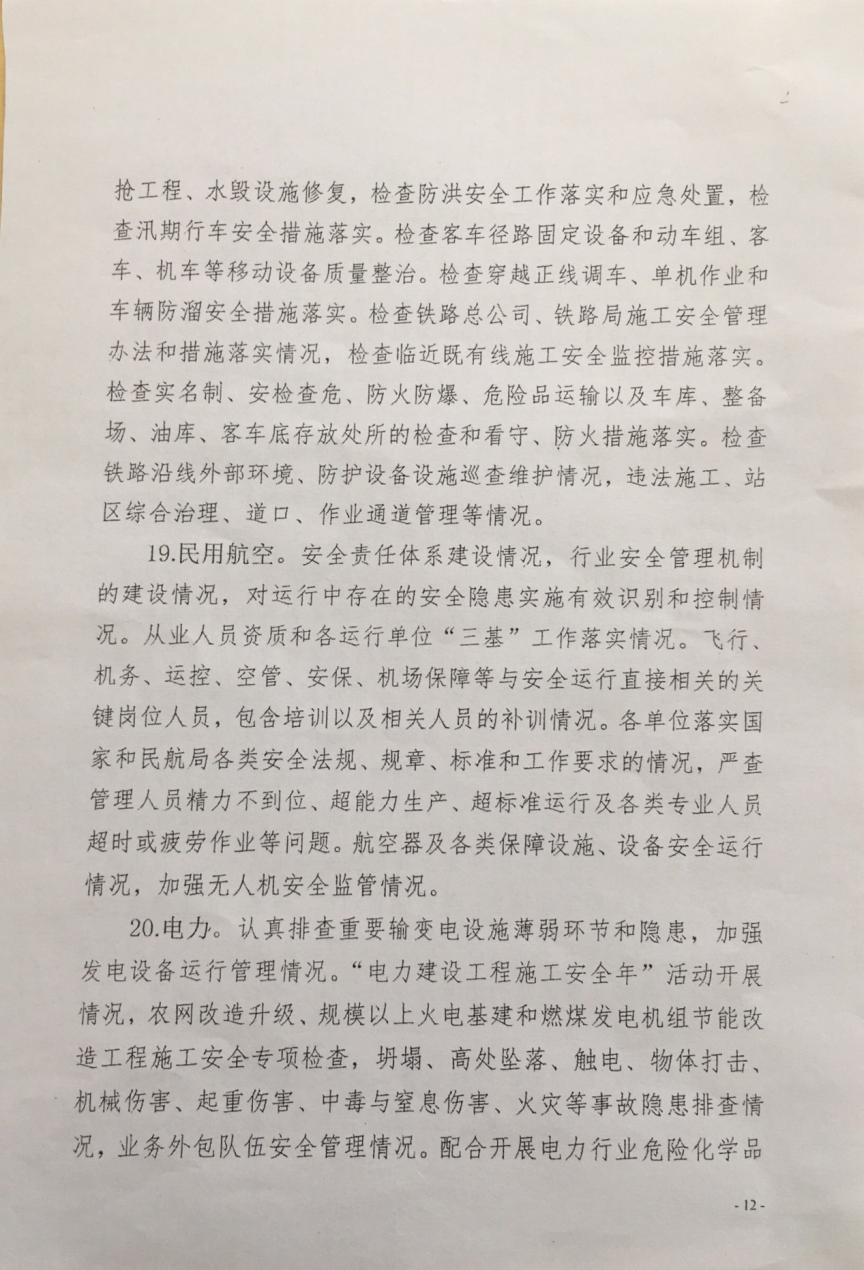 抢工程、水毁设施修复，检查防洪安全工作落实和应急处置，检
查汛期行车安全措施落实。检查客车径路固定设备和动车组、客
车、机车等移动设备质量整治。检查穿越正线调车、单机作业和
车辆防溜安全措施落实。检查铁路总公司、铁路局施工安全管理
办法和措施落实情况，检查临近既有线施工安全监控措施落实。
检查实名制、安检查危、防火防爆、危险品运输以及车库、整备
场、油库、客车底存放处所的检查和看守、防火措施落实。检查
铁路沿线外部环境、防护设备设施巡查维护情况，违法施工、站
区综合治理、道口、作业通道管理等情况。
19.民用航空。安全责任体系建设情况，行业安全管理机制
的建设情况，对运行中存在的安全隐患实施有效识别和控制情
况。从业人员资质和各运行单位“三基”工作落实情况。飞行、
机务、运控、空管、安保、机场保障等与安全运行直接相关的关
键岗位人员，包含培训以及相关人员的补训情况。各单位落实国
家和民航局各类安全法规、规章、标准和工作要求的情况，严查
管理人员精力不到位、超能力生产、超标准运行及各类专业人员
超时或疲劳作业等问题。航空器及各类保障设施、设备安全运行
情况，加强无人机安全监管情况。
20.电力。认真排查重要输变电设施薄弱环节和隐患，加强
发电设备运行管理情况。“电力建设工程施工安全年”活动开展
情况，农网改造升级、规模以上火电基建和燃煤发电机组节能改
造工程施工安全专项检查，坍塌、高处坠落、触电、物体打击、
机械伤害、起重伤害、中毒与窒息伤害、火灾等事故隐患排查情
况，业务外包队伍安全管理情况。配合开展电力行业危险化学品
- 12 -